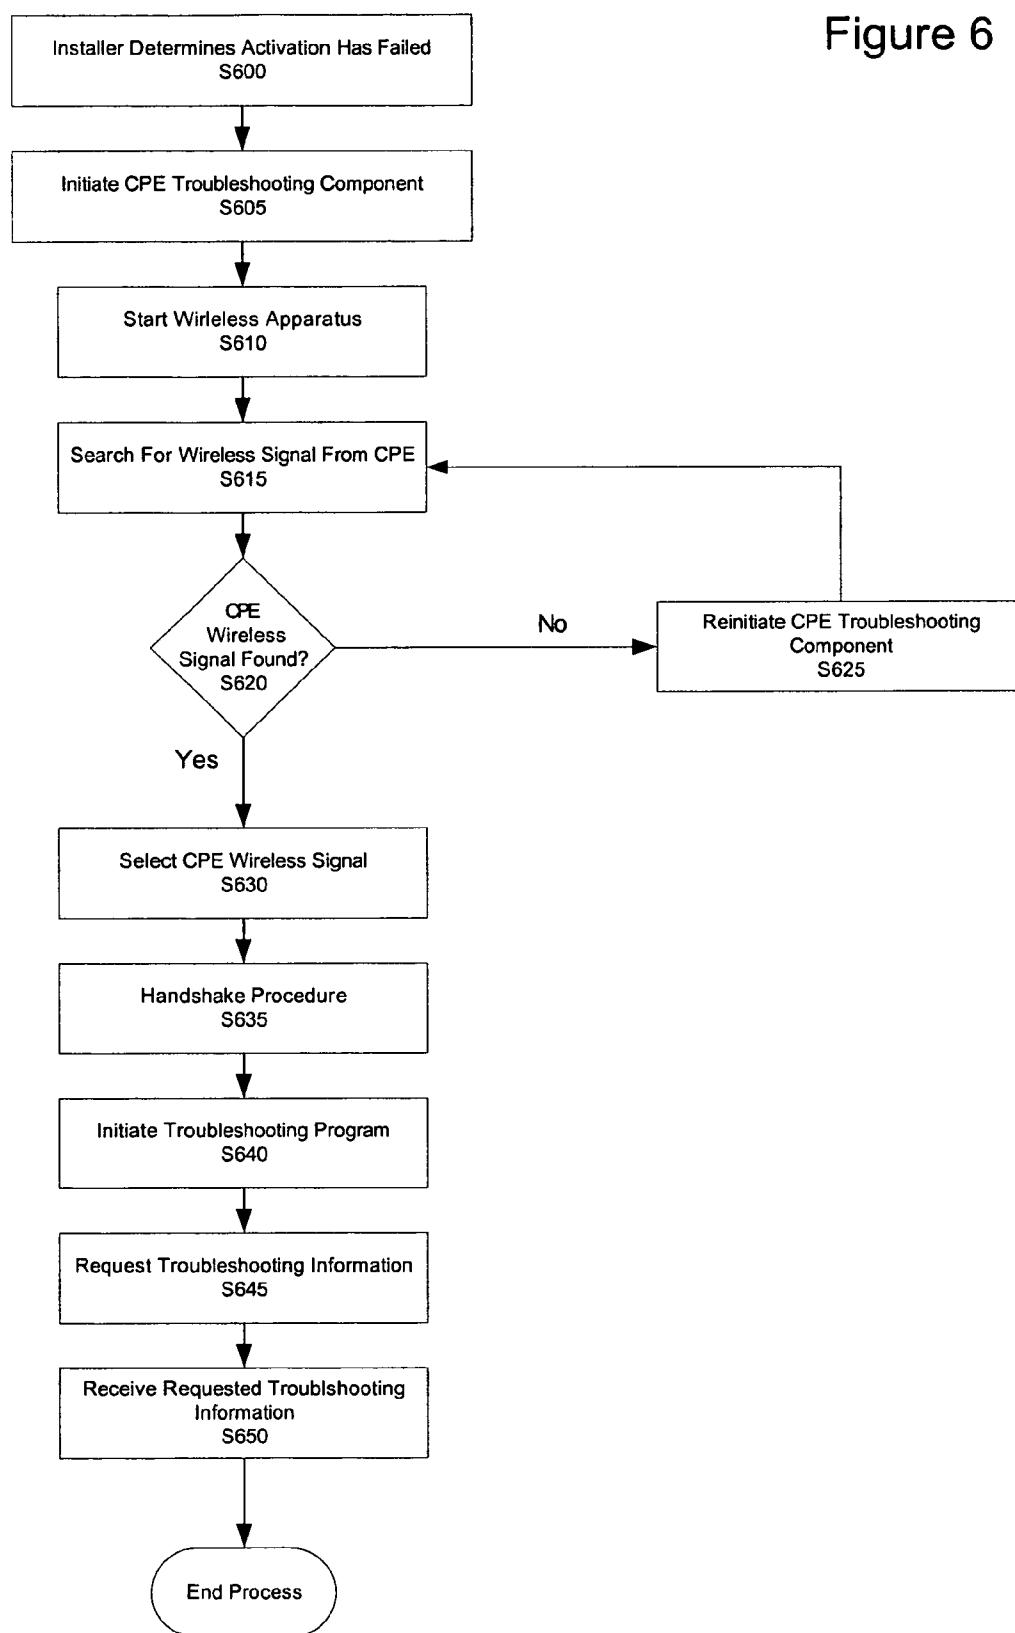 Figure 6
Installer Determines Activation Has Failed
S600
Initiate CPE Troubleshooting Component
S605
Start Wirleless Apparatus
S610
Search For Wireless Signal From CPE
S615
CPE
Wireless
Signal Found?
S620
No
Reinitiate CPE Troubleshooting
Component
S625
Yes
Select CPE Wireless Signal
S630
Handshake Procedure
S635
Initiate Troubleshooting Program
S640
Request Troubleshooting Information
S645
Receive Requested Troublshooting
Information
S650
End Process